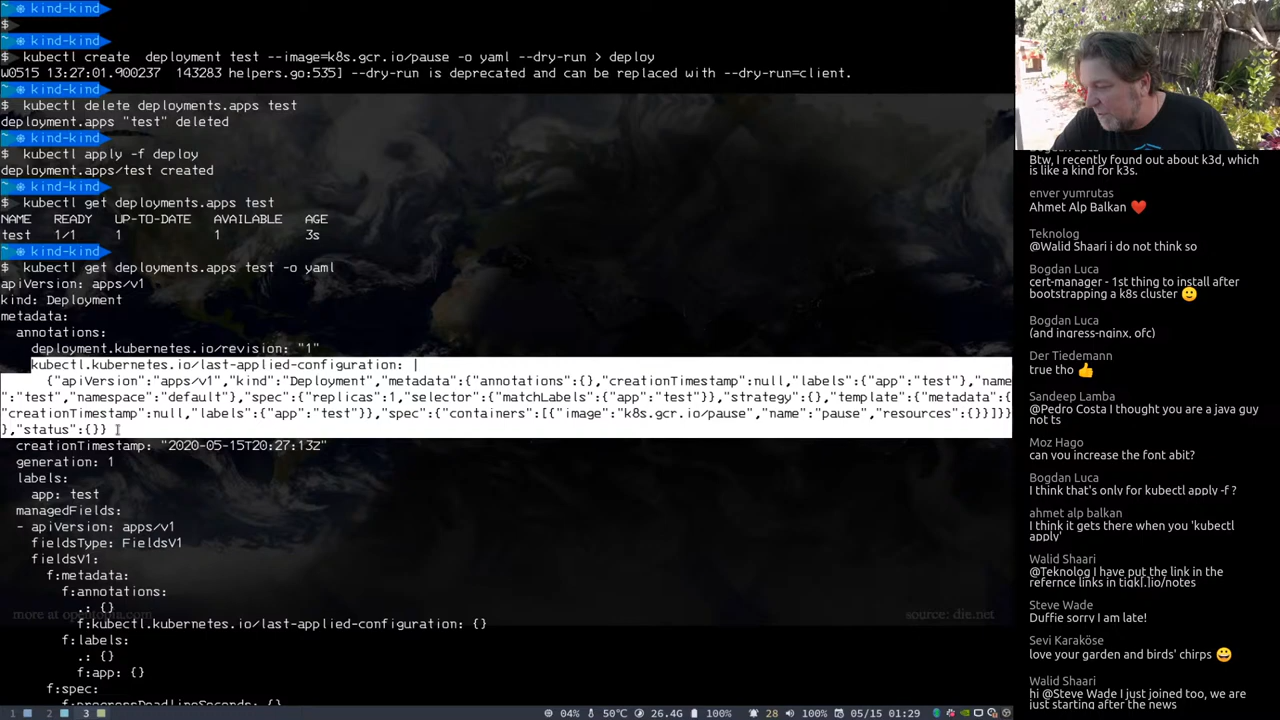 ~ ⎈ kind-kind
$
~ ⎈ kind-kind
$  kubectl create  deployment test --image=k8s.gcr.io/pause -o yaml --dry-run > deploy
W0515 13:27:01.900237  143283 helpers.go:535] --dry-run is deprecated and can be replaced with --dry-run=client.
~ ⎈ kind-kind
$  kubectl delete deployments.apps test
deployment.apps "test" deleted
~ ⎈ kind-kind
$  kubectl apply -f deploy
deployment.apps/test created
~ ⎈ kind-kind
$  kubectl get deployments.apps test
NAME   READY   UP-TO-DATE   AVAILABLE   AGE
test   1/1     1            1           3s
~ ⎈ kind-kind
$  kubectl get deployments.apps test -o yaml
apiVersion: apps/v1
kind: Deployment
metadata:
  annotations:
    deployment.kubernetes.io/revision: "1"
    kubectl.kubernetes.io/last-applied-configuration: |
      {"apiVersion":"apps/v1","kind":"Deployment","metadata":{"annotations":{},"creationTimestamp":null,"labels":{"app":"test"},"name
":"test","namespace":"default"},"spec":{"replicas":1,"selector":{"matchLabels":{"app":"test"}},"strategy":{},"template":{"metadata":{
"creationTimestamp":null,"labels":{"app":"test"}},"spec":{"containers":[{"image":"k8s.gcr.io/pause","name":"pause","resources":{}}]}}
},"status":{}}
  creationTimestamp: "2020-05-15T20:27:13Z"
  generation: 1
  labels:
    app: test
  managedFields:
  - apiVersion: apps/v1
    fieldsType: FieldsV1
    fieldsV1:
      f:metadata:
        f:annotations:
          .: {}
          f:kubectl.kubernetes.io/last-applied-configuration: {}
        f:labels:
          .: {}
          f:app: {}
      f:spec:
        f:progressDeadlineSeconds: {}
source: die.net
1 2 3
04% 50°C 26.4G 100% 28 100% 05/15 01:29
Btw, I recently found out about k3d, which
is like a kind for k3s.
enver yumrutas
Ahmet Alp Balkan ❤️
Teknolog
@Walid Shaari i do not think so
Bogdan Luca
cert-manager - 1st thing to install after
bootstrapping a k8s cluster 🙂
Bogdan Luca
(and ingress-nginx, ofc)
Der Tiedemann
true tho 👍
Sandeep Lamba
@Pedro Costa I thought you are a java guy
not ts
Moz Hago
can you increase the font abit?
Bogdan Luca
I think that's only for kubectl apply -f ?
ahmet alp balkan
I think it gets there when you 'kubectl
apply'
Walid Shaari
@Teknolog I have put the link in the
refernce links in tigk[.]io/notes
Steve Wade
Duffie sorry I am late!
Sevi Karaköse
love your garden and birds' chirps 😀
Walid Shaari
hi @Steve Wade I just joined too, we are
just starting after the news